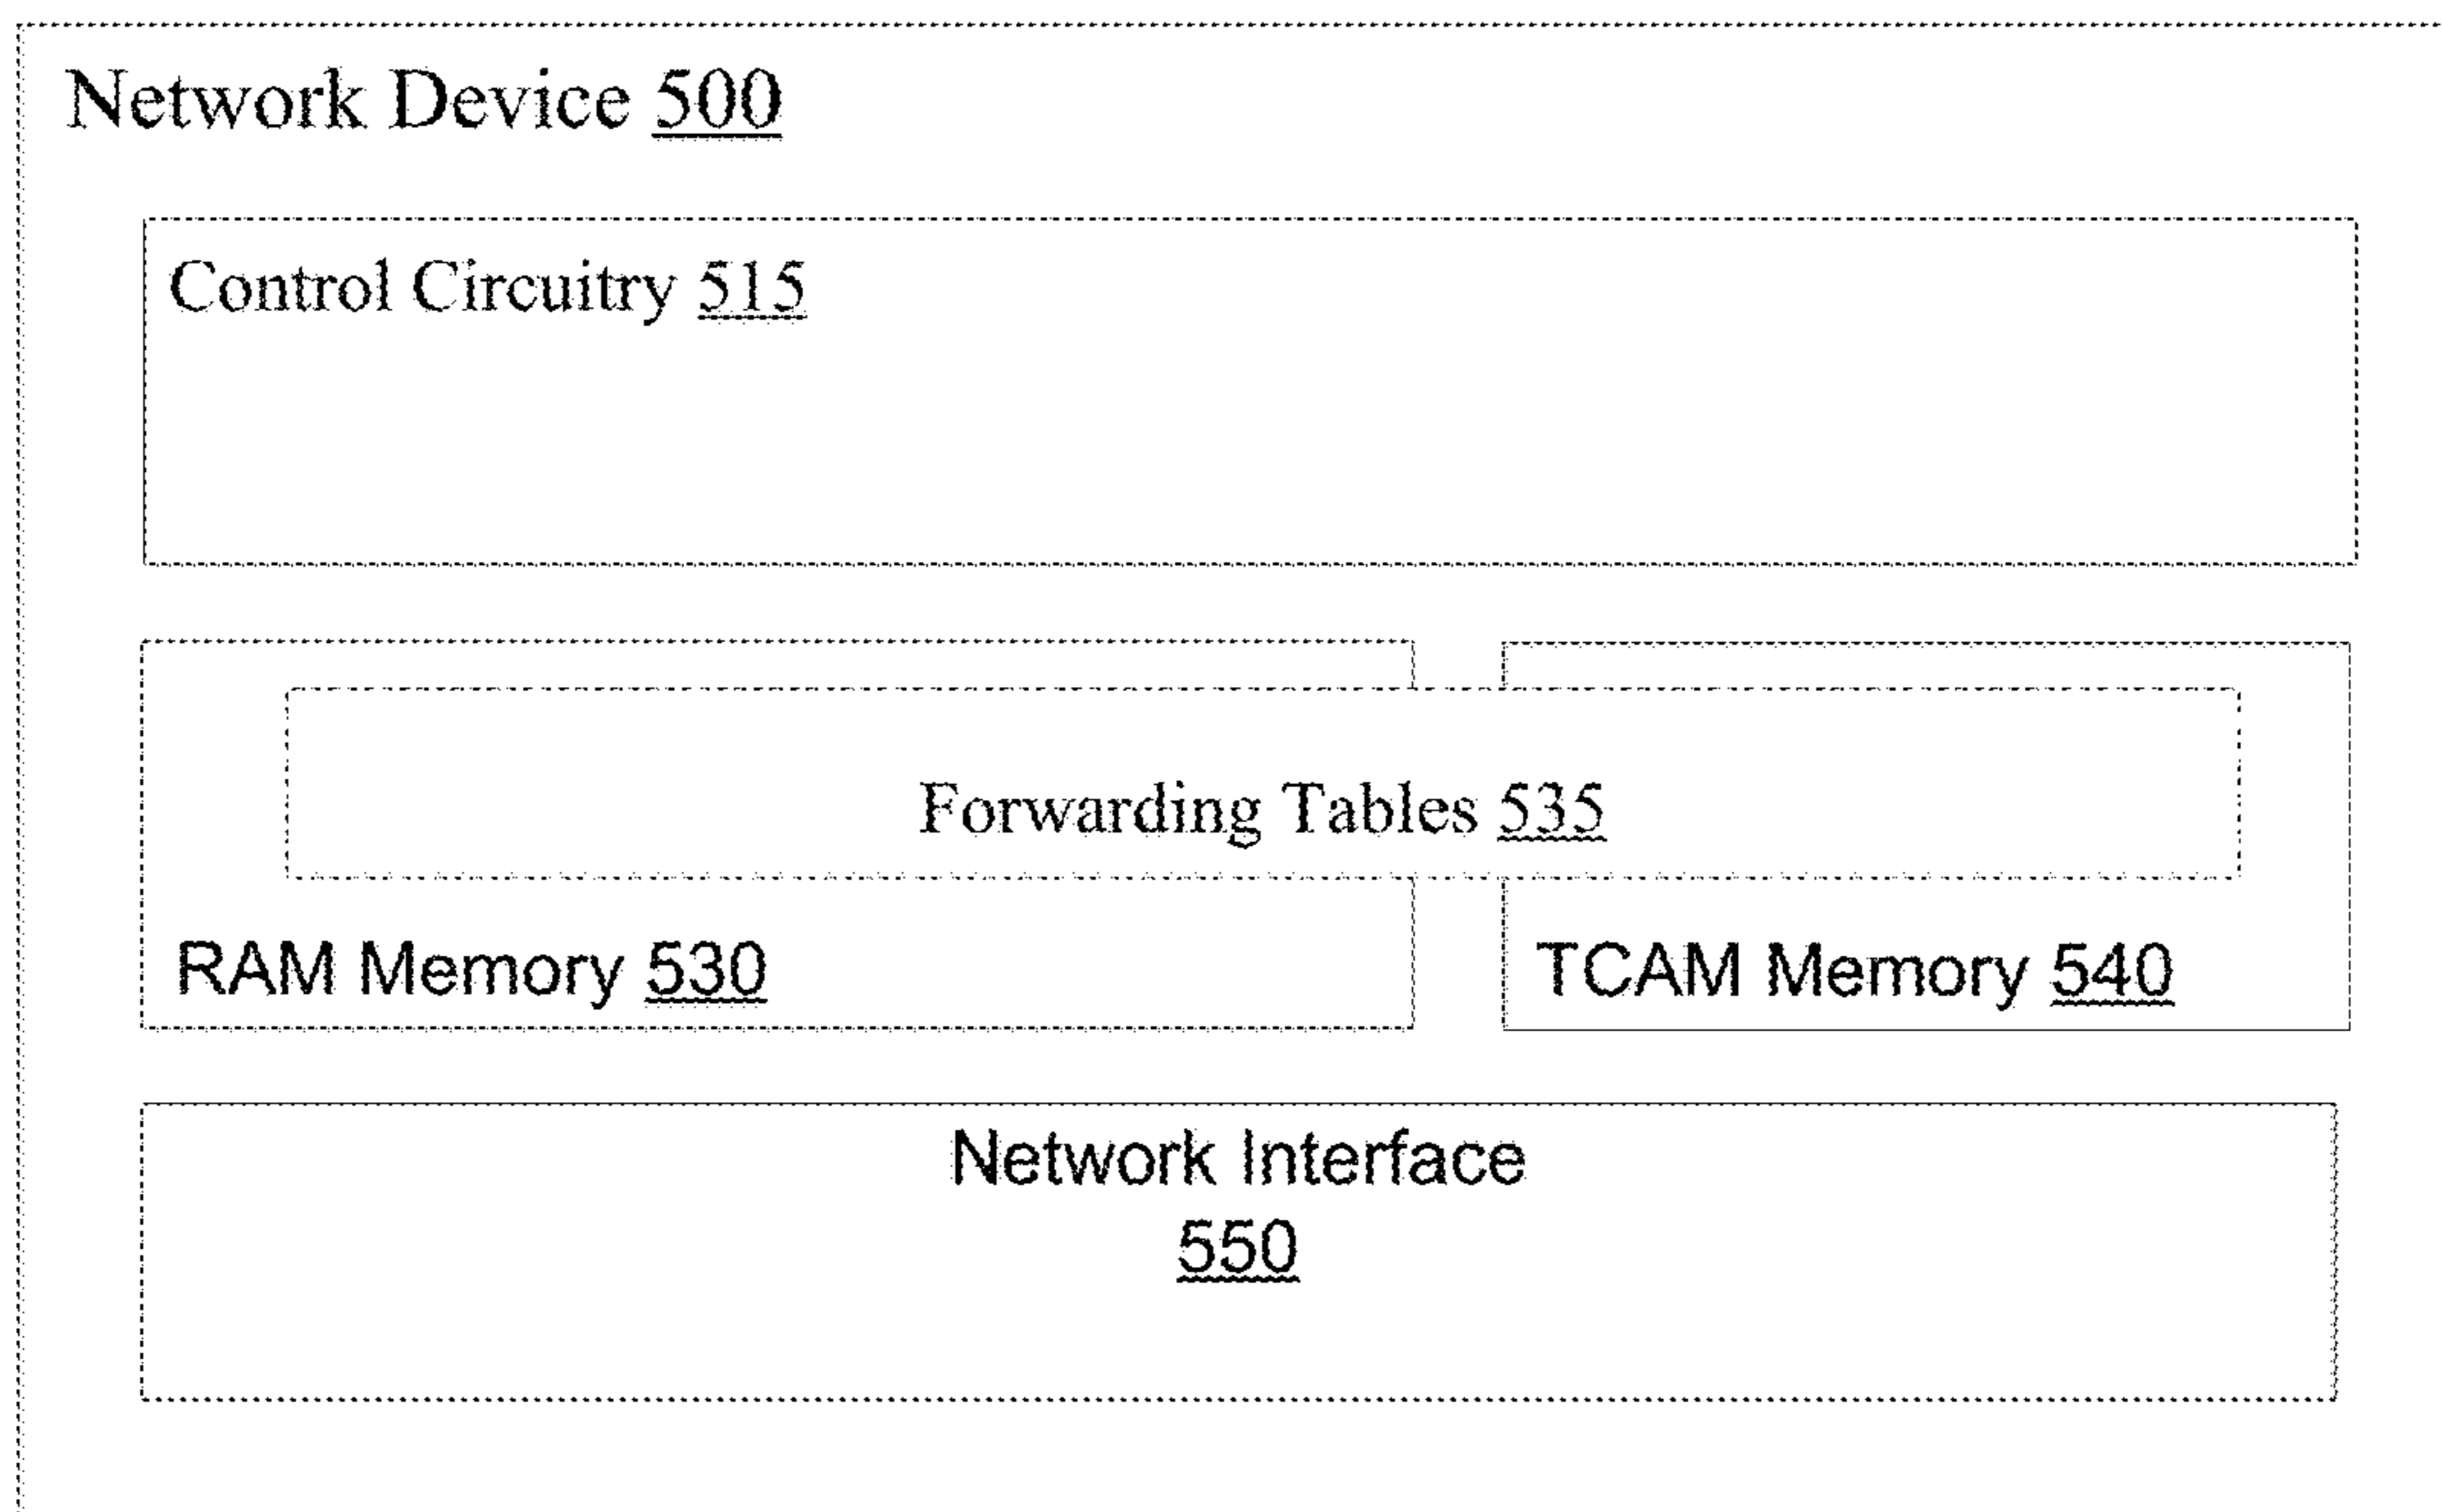 Network Device 500
Control Circuitry 515
Forwarding Tables 535
RAM Memory 530
TCAM Memory 540
Network Interface
550